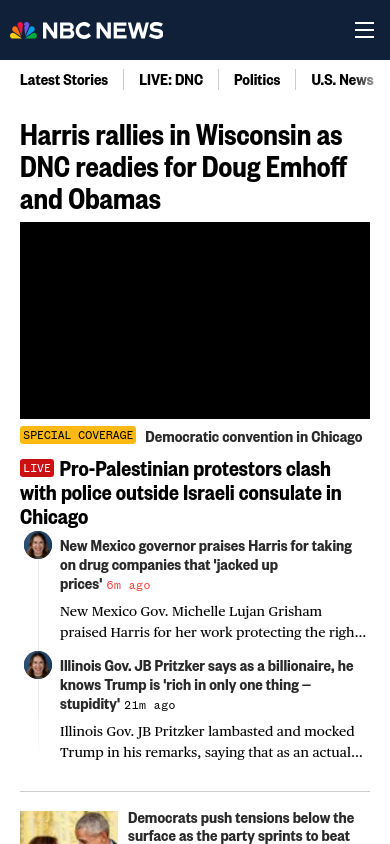 NBC NEWS
Latest Stories
LIVE: DNC
Politics
U.S. News
Harris rallies in Wisconsin as
DNC readies for Doug Emhoff
and Obamas
SPECIAL COVERAGE Democratic convention in Chicago
LIVE Pro-Palestinian protestors clash
with police outside Israeli consulate in
Chicago
New Mexico governor praises Harris for taking
on drug companies that 'jacked up
prices' 6m ago
New Mexico Gov. Michelle Lujan Grisham
praised Harris for her work protecting the righ...
Illinois Gov. JB Pritzker says as a billionaire, he
knows Trump is 'rich in only one thing —
stupidity' 21m ago
Illinois Gov. JB Pritzker lambasted and mocked
Trump in his remarks, saying that as an actual...
Democrats push tensions below the
surface as the party sprints to beat